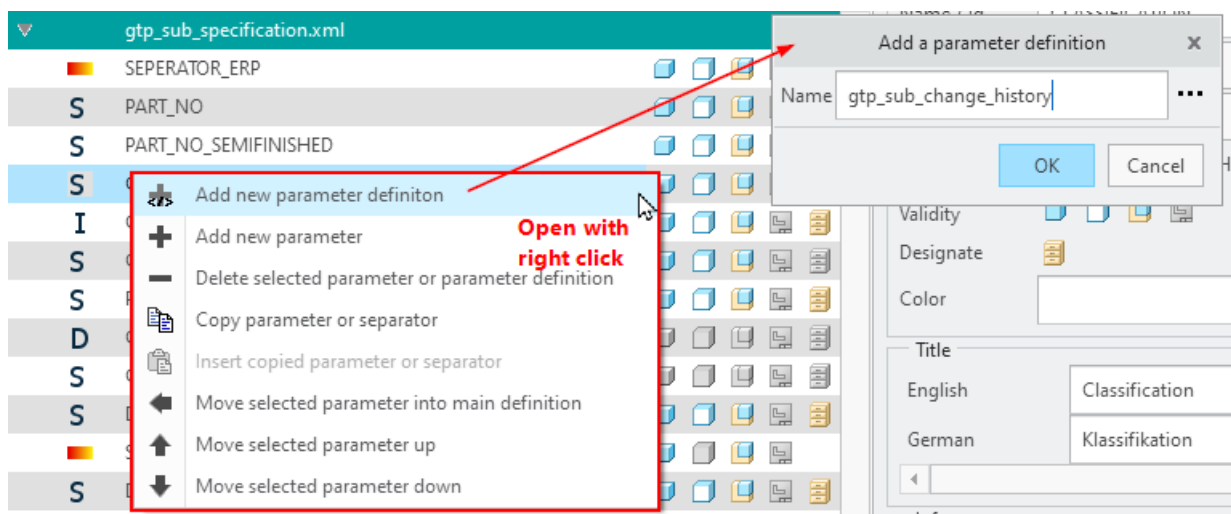 gtp_sub_specification.xml
SEPERATOR_ERP
S PART_NO
S PART_NO_SEMIFINISHED
S
I
S
S
D
S
S
S
Add new parameter definiton
Add new parameter
Delete selected parameter or parameter definition
Copy parameter or separator
Insert copied parameter or separator
Move selected parameter into main definition
Move selected parameter up
Move selected parameter down
Open with
right click
Add a parameter definition
Name gtp_sub_change_history
OK Cancel
Validity
Designate
Color
Title
English Classification
German Klassifikation